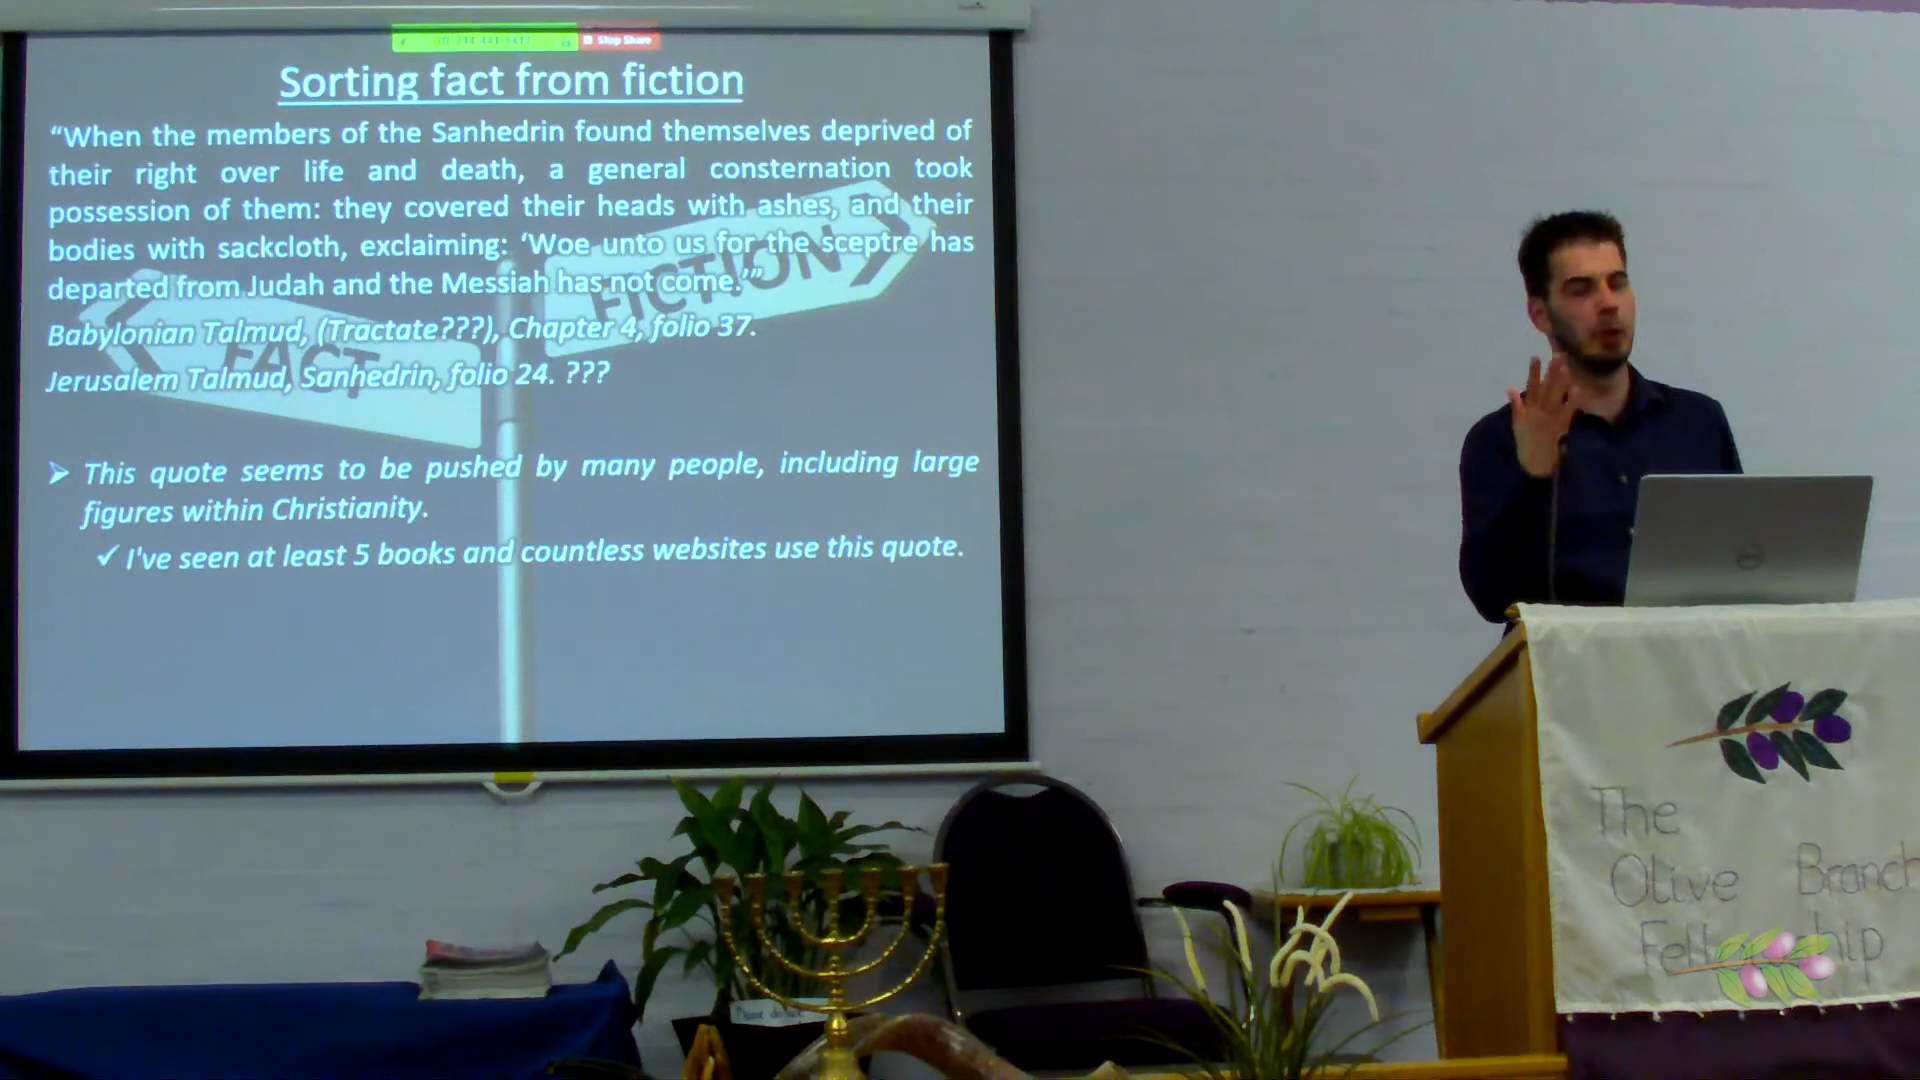 Stop Share
Sorting fact from fiction
“When the members of the Sanhedrin found themselves deprived of
their right over life and death, a general consternation took
possession of them: they covered their heads with ashes, and their
bodies with sackcloth, exclaiming: ‘Woe unto us for the sceptre has
departed from Judah and the Messiah has not come.’”
Babylonian Talmud, (Tractate???), Chapter 4, folio 37.
Jerusalem Talmud, Sanhedrin, folio 24. ???
FICTION
FACT
➤ This quote seems to be pushed by many people, including large
figures within Christianity.
✓ I've seen at least 5 books and countless websites use this quote.
DELL
The
Olive Branch
Fellowship